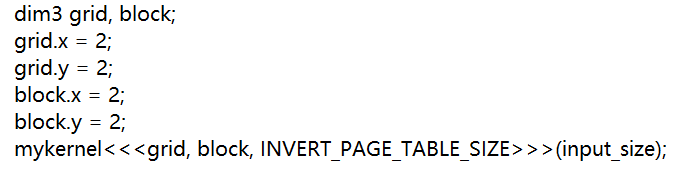 dim3 grid, block;
grid.x = 2;
grid.y = 2;
block.x = 2;
block.y = 2;
mykernel<<<grid, block, INVERT_PAGE_TABLE_SIZE>>>(input_size);